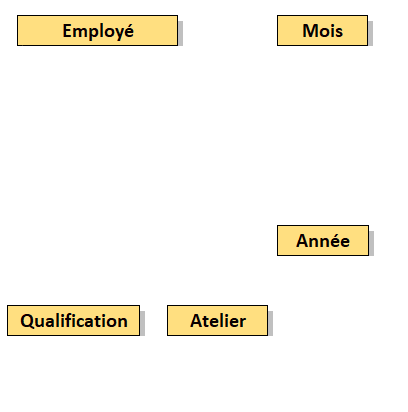 Employé
Mois
Année
Qualification
Atelier